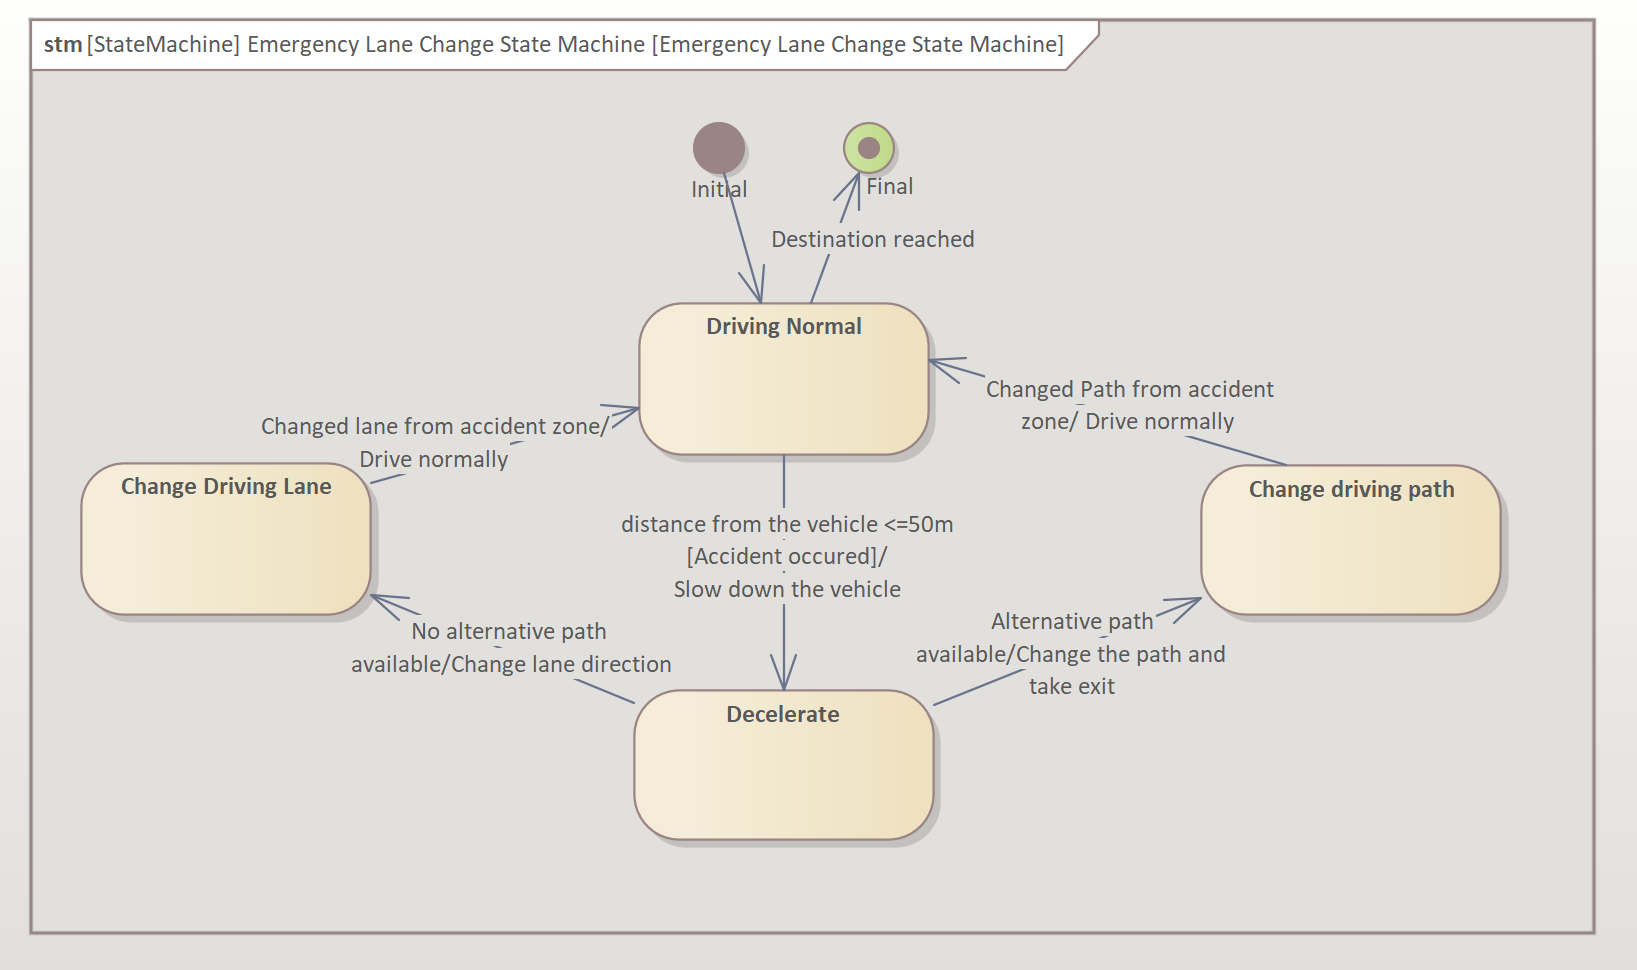 stm [StateMachine] Emergency Lane Change State Machine [Emergency Lane Change State Machine]
Initial
Final
Destination reached
Driving Normal
Changed Path from accident
zone/ Drive normally
Changed lane from accident zone/
Drive normally
Change Driving Lane
Change driving path
distance from the vehicle <=50m
[Accident occured]/
Slow down the vehicle
No alternative path
available/Change lane direction
Alternative path
available/Change the path and
take exit
Decelerate